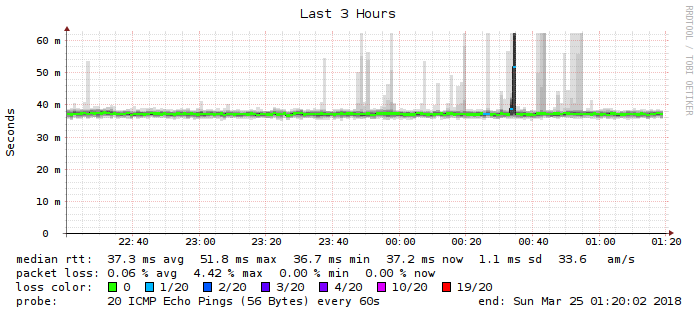 Last 3 Hours
RRDTOOL / TOBI OETIKER
Seconds
60 m
50 m
40 m
30 m
20 m
10 m
0
22:40 23:00 23:20 23:40 00:00 00:20 00:40 01:00 01:20
median rtt: 37.3 ms avg 51.8 ms max 36.7 ms min 37.2 ms now 1.1 ms sd 33.6 am/s
packet loss: 0.06 % avg 4.42 % max 0.00 % min 0.00 % now
loss color: 0 1/20 2/20 3/20 4/20 10/20 19/20
probe: 20 ICMP Echo Pings (56 Bytes) every 60s end: Sun Mar 25 01:20:02 2018